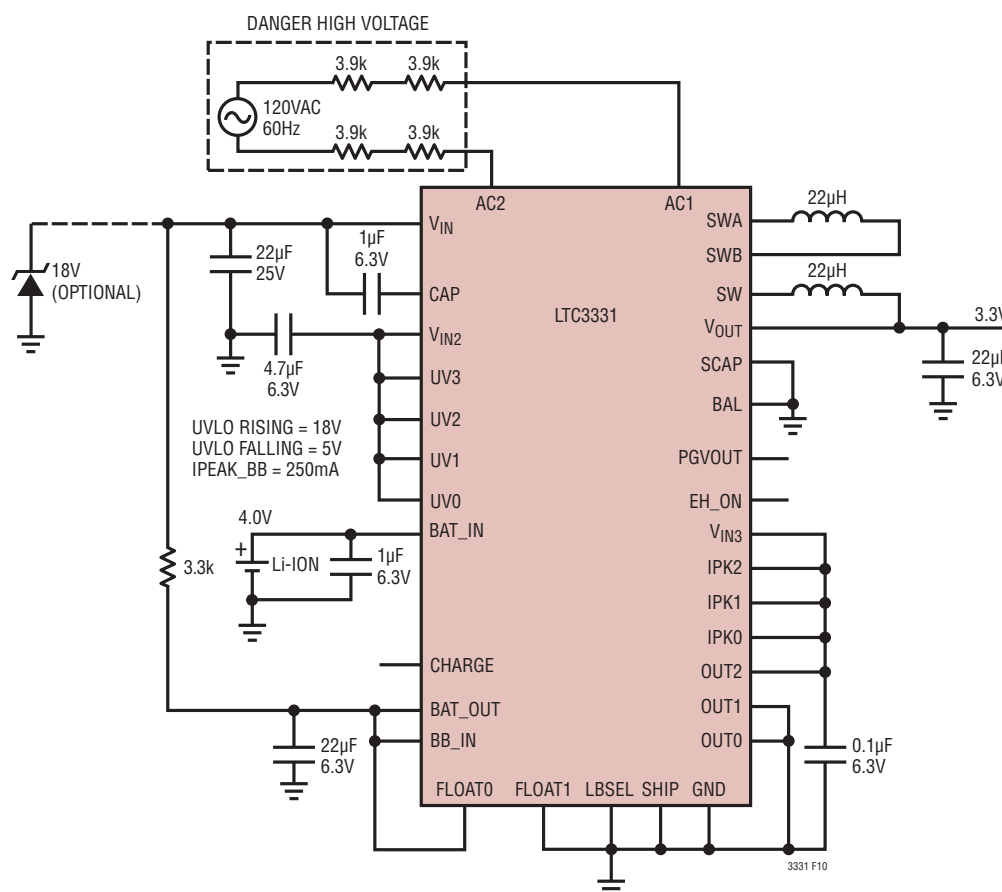 DANGER HIGH VOLTAGE
3.9k
3.9k
120VAC
60Hz
3.9k
3.9k
AC2
AC1
VIN
SWA
22µH
SWB
18V
(OPTIONAL)
22µF
25V
1µF
6.3V
CAP
SW
22µH
LTC3331
VIN2
VOUT
3.3V
4.7µF
6.3V
SCAP
22µF
6.3V
UV3
BAL
UV2
UVLO RISING = 18V
UVLO FALLING = 5V
IPEAK_BB = 250mA
UV1
PGVOUT
UV0
EH_ON
4.0V
BAT_IN
VIN3
+
Li-ION
1µF
6.3V
3.3k
IPK2
IPK1
IPK0
CHARGE
OUT2
BAT_OUT
OUT1
BB_IN
OUT0
22µF
6.3V
0.1µF
6.3V
FLOAT0
FLOAT1
LBSEL
SHIP
GND
3331 F10